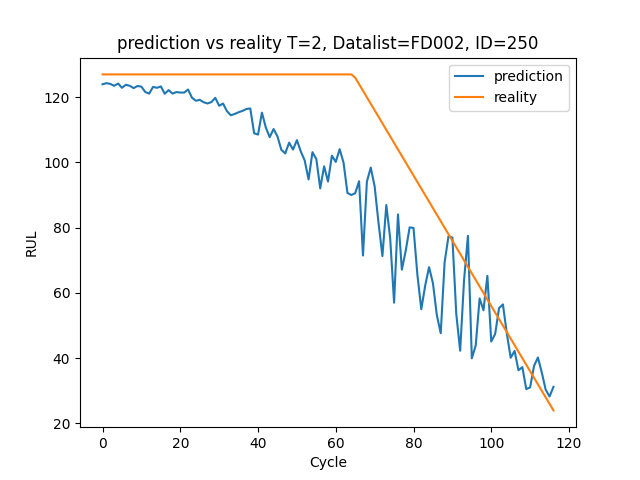 prediction vs reality T=2, Datalist=FD002, ID=250
prediction
reality
RUL
120
100
80
60
40
20
0 20 40 60 80 100 120
Cycle